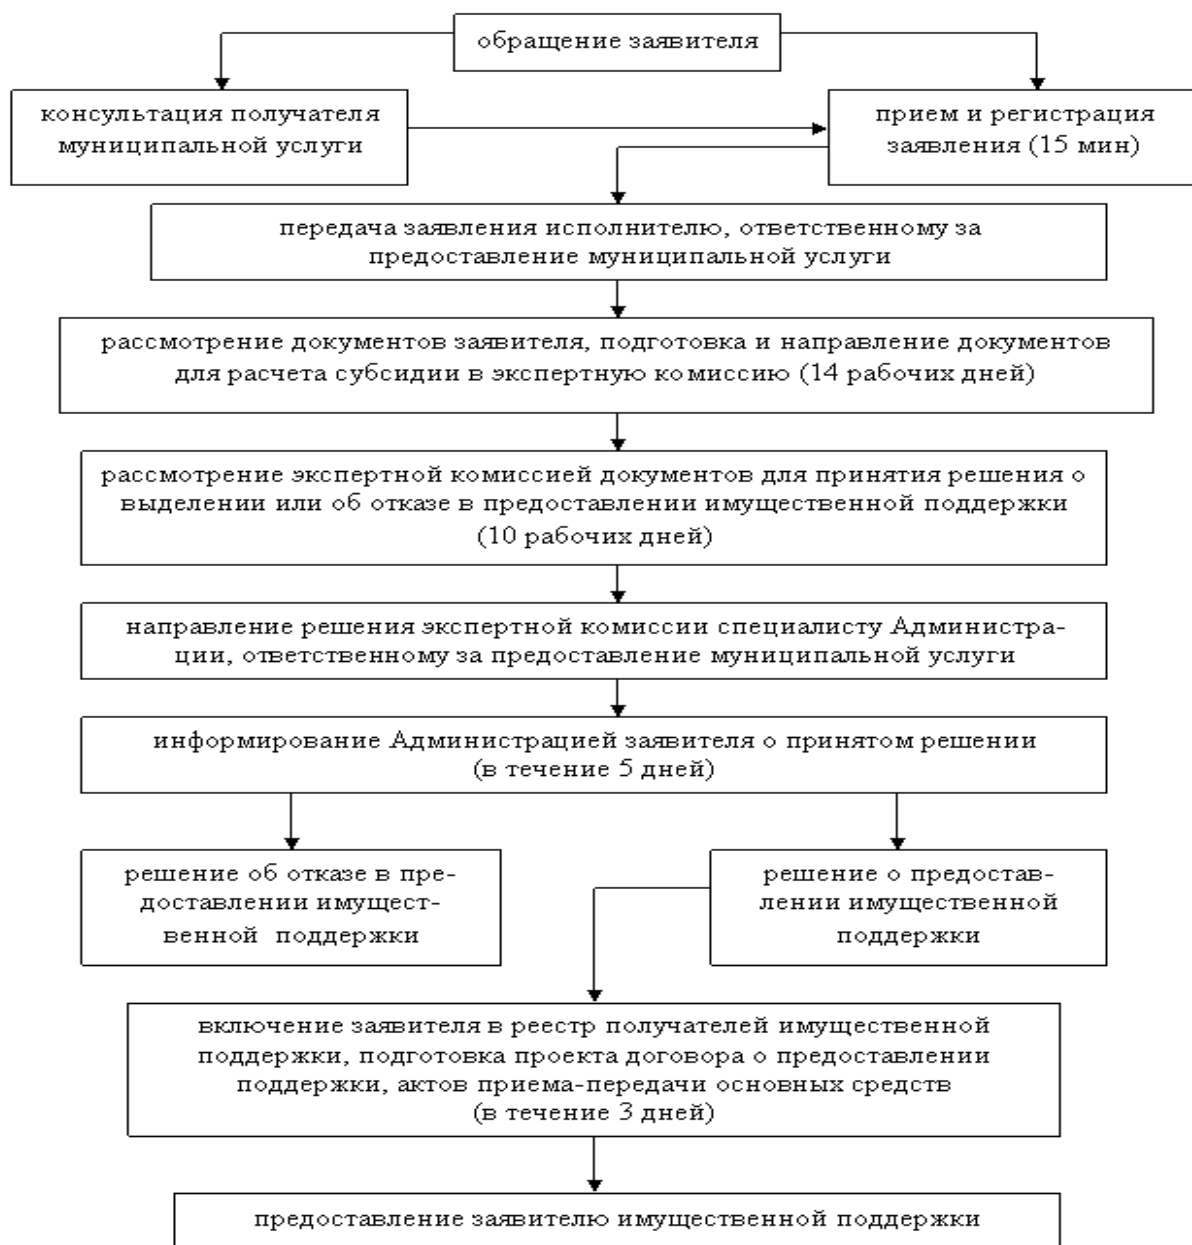 обращение заявителя
консультация получателя
муниципальной услуги
прием и регистрация
заявления (15 мин)
передача заявления исполнителю, ответственному за
предоставление муниципальной услуги
рассмотрение документов заявителя, подготовка и направление документов
для расчета субсидии в экспертную комиссию (14 рабочих дней)
рассмотрение экспертной комиссией документов для принятия решения о
выделении или об отказе в предоставлении имущественной поддержки
(10 рабочих дней)
направление решения экспертной комиссии специалисту Администра-
ции, ответственному за предоставление муниципальной услуги
информирование Администрацией заявителя о принятом решении
(в течение 5 дней)
решение об отказе в пре-
доставлении имущест-
венной поддержки
решение о предостав-
лении имущественной
поддержки
включение заявителя в реестр получателей имущественной
поддержки, подготовка проекта договора о предоставлении
поддержки, актов приема-передачи основных средств
(в течение 3 дней)
предоставление заявителю имущественной поддержки